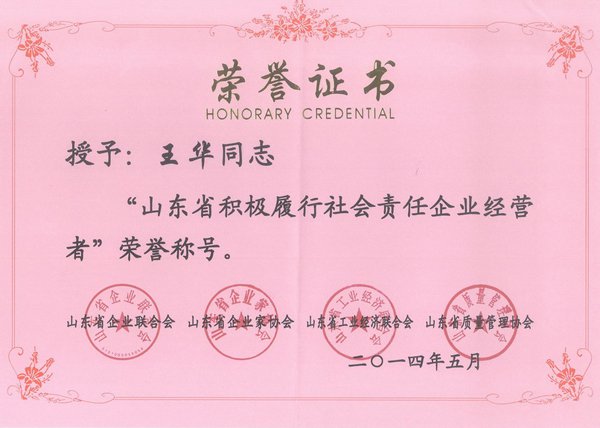 荣誉证书
HONORARY CREDENTIAL
授予：王华同志
“山东省积极履行社会责任企业经营
者”荣誉称号。
山东省企业联合会 山东省企业家协会 山东省工业经济联合会 山东省质量管理协会
二〇一四年五月